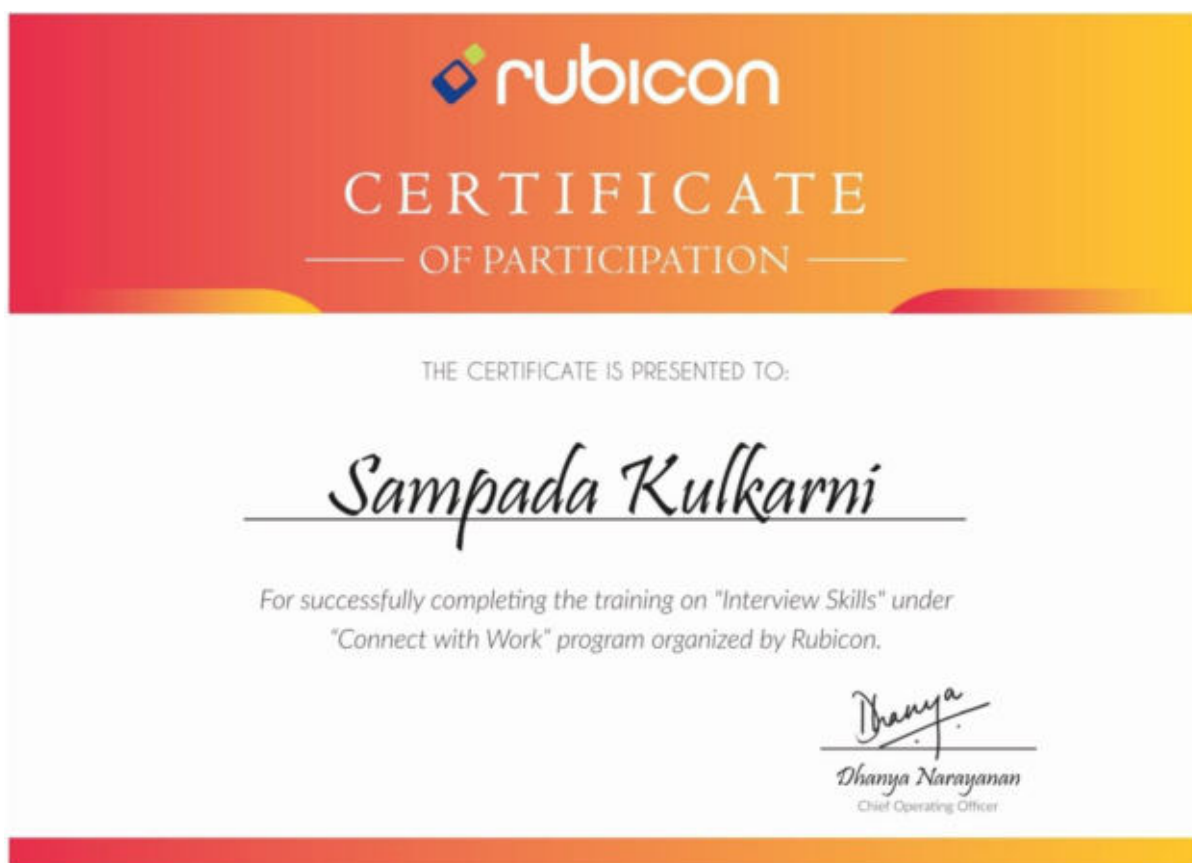 rubicon
CERTIFICATE
OF PARTICIPATION
THE CERTIFICATE IS PRESENTED TO:
Sampada Kulkarni
For successfully completing the training on "Interview Skills" under
"Connect with Work" program organized by Rubicon.
Dhanya
Dhanya Narayanan
Chief Operating Officer